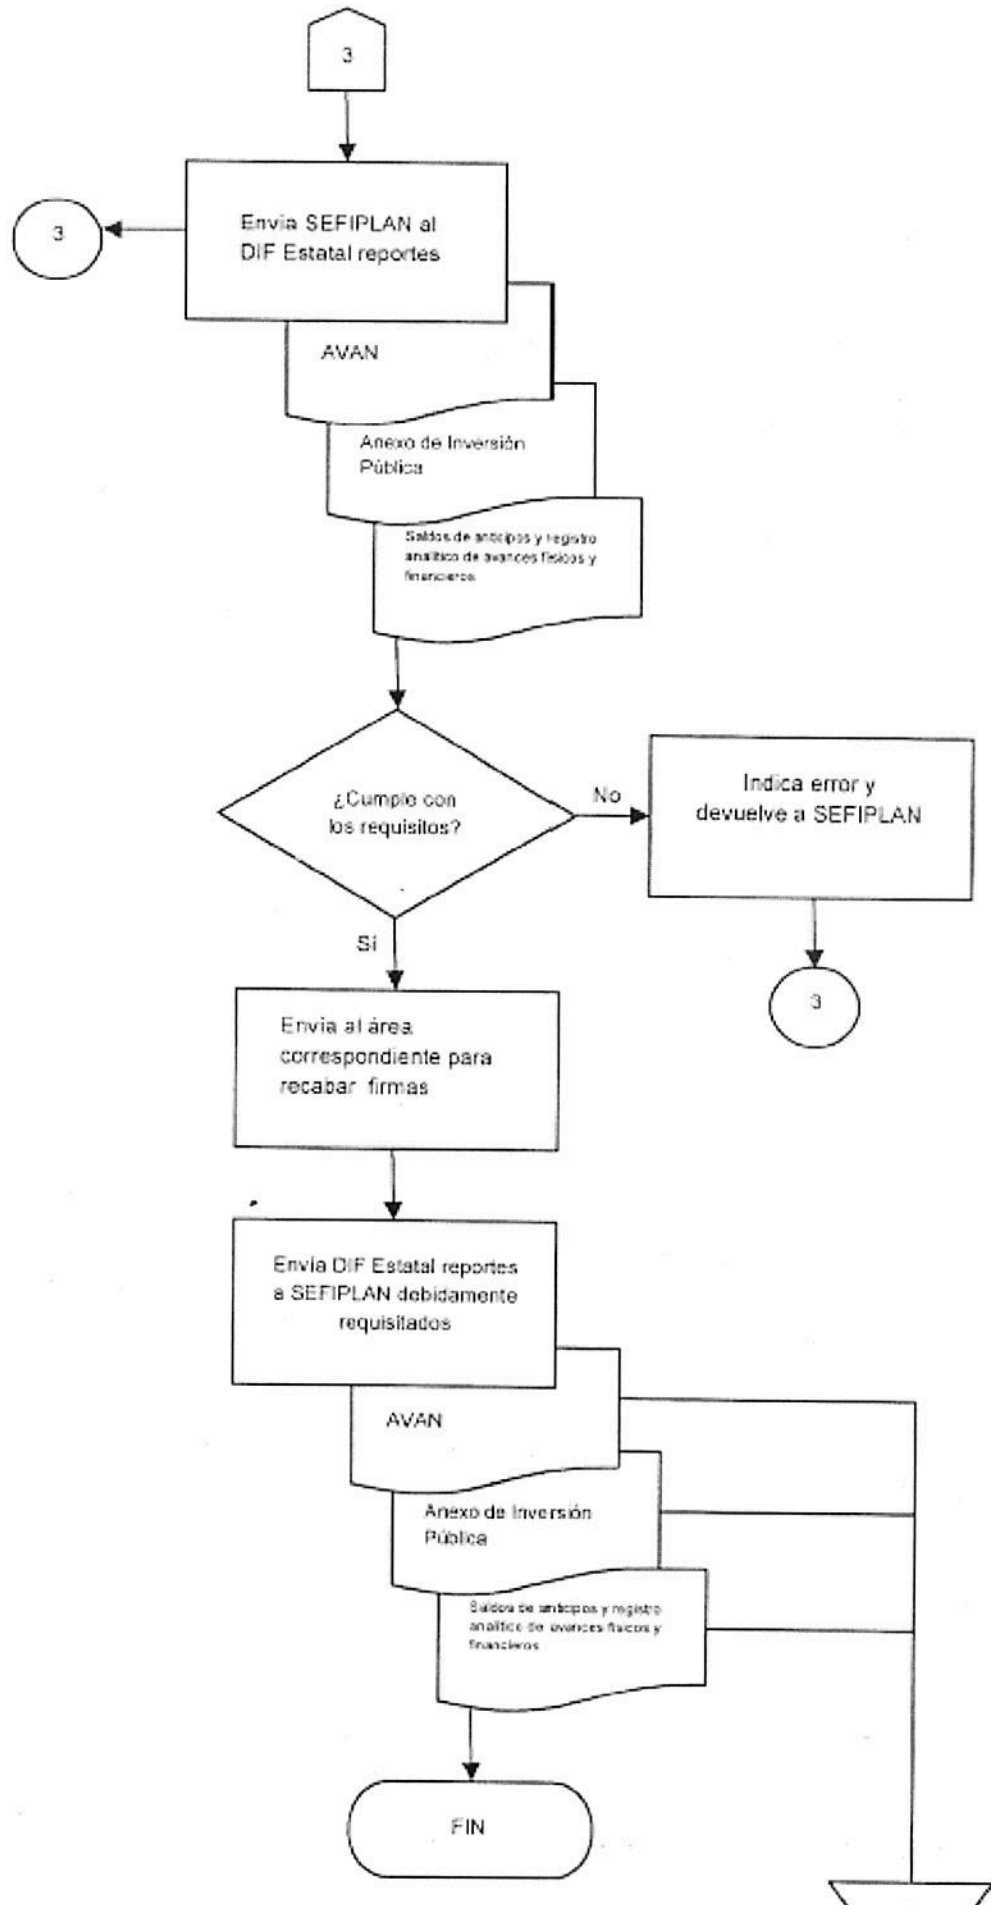 3
3
Envía SEFIPLAN al
DIF Estatal reportes
AVAN
Anexo de Inversión
Pública
Saldos de anticipos y registro
analítico de avances físicos y
financieros
¿Cumple con
los requisitos?
No
Indica error y
devuelve a SEFIPLAN
Sí
3
Envía al área
correspondiente para
recabar firmas
Envía DIF Estatal reportes
a SEFIPLAN debidamente
requisitados
AVAN
Anexo de Inversión
Pública
Saldos de anticipos y registro
analítico de avances físicos y
financieros
FIN